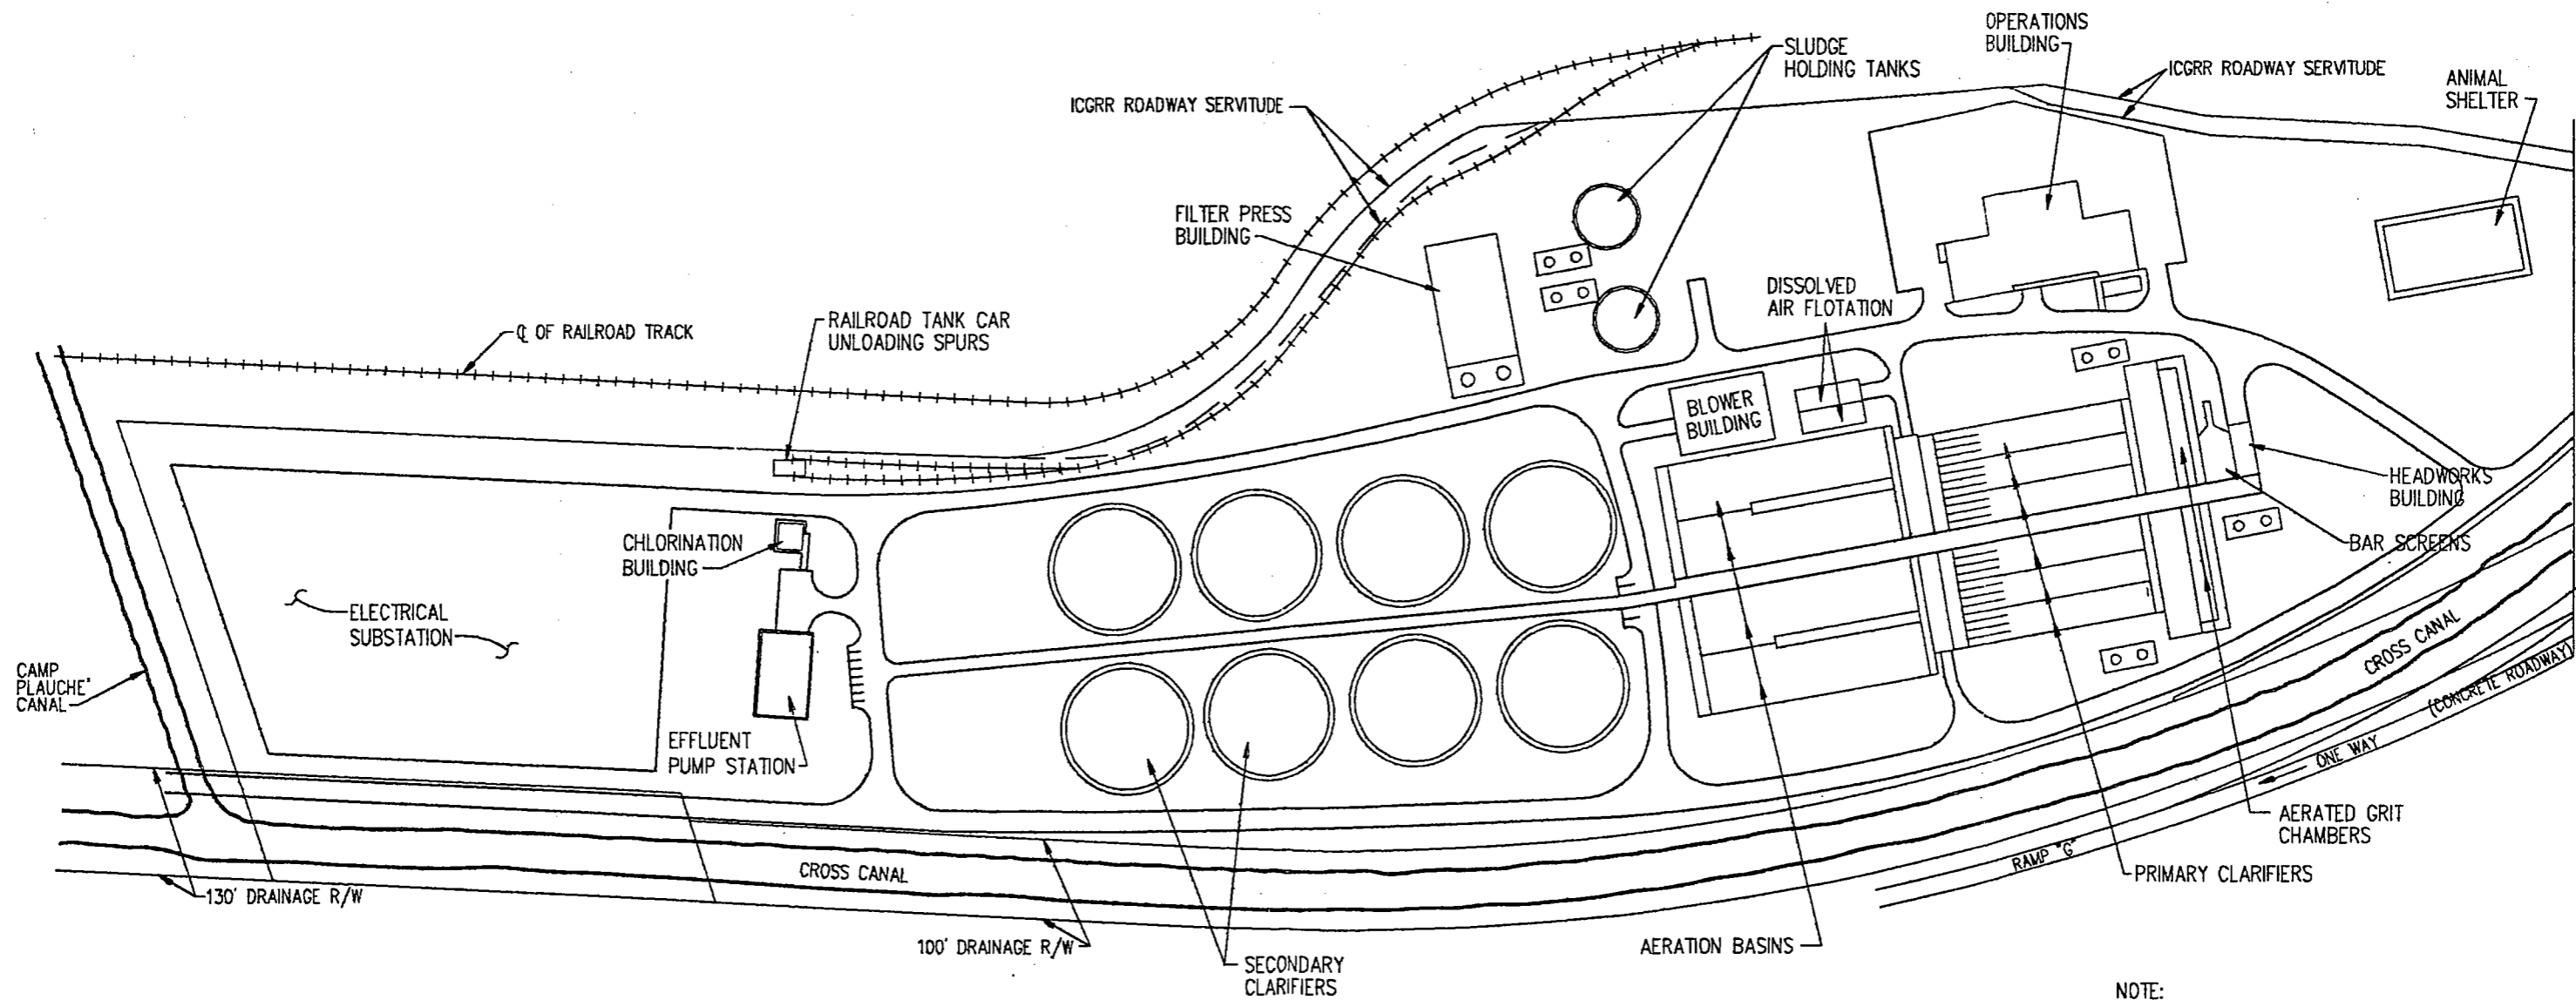 OPERATIONS
BUILDING
SLUDGE
HOLDING TANKS
ICGRR ROADWAY SERVITUDE
ANIMAL
SHELTER
ICGRR ROADWAY SERVITUDE
FILTER PRESS
BUILDING
DISSOLVED
AIR FLOTATION
℄ OF RAILROAD TRACK
RAILROAD TANK CAR
UNLOADING SPURS
BLOWER
BUILDING
HEADWORKS
BUILDING
BAR SCREENS
CHLORINATION
BUILDING
ELECTRICAL
SUBSTATION
CAMP
PLAUCHE'
CANAL
EFFLUENT
PUMP STATION
CROSS CANAL
(CONCRETE ROADWAY)
ONE WAY
RAMP "G"
AERATED GRIT
CHAMBERS
PRIMARY CLARIFIERS
CROSS CANAL
130' DRAINAGE R/W
100' DRAINAGE R/W
AERATION BASINS
SECONDARY
CLARIFIERS
NOTE: